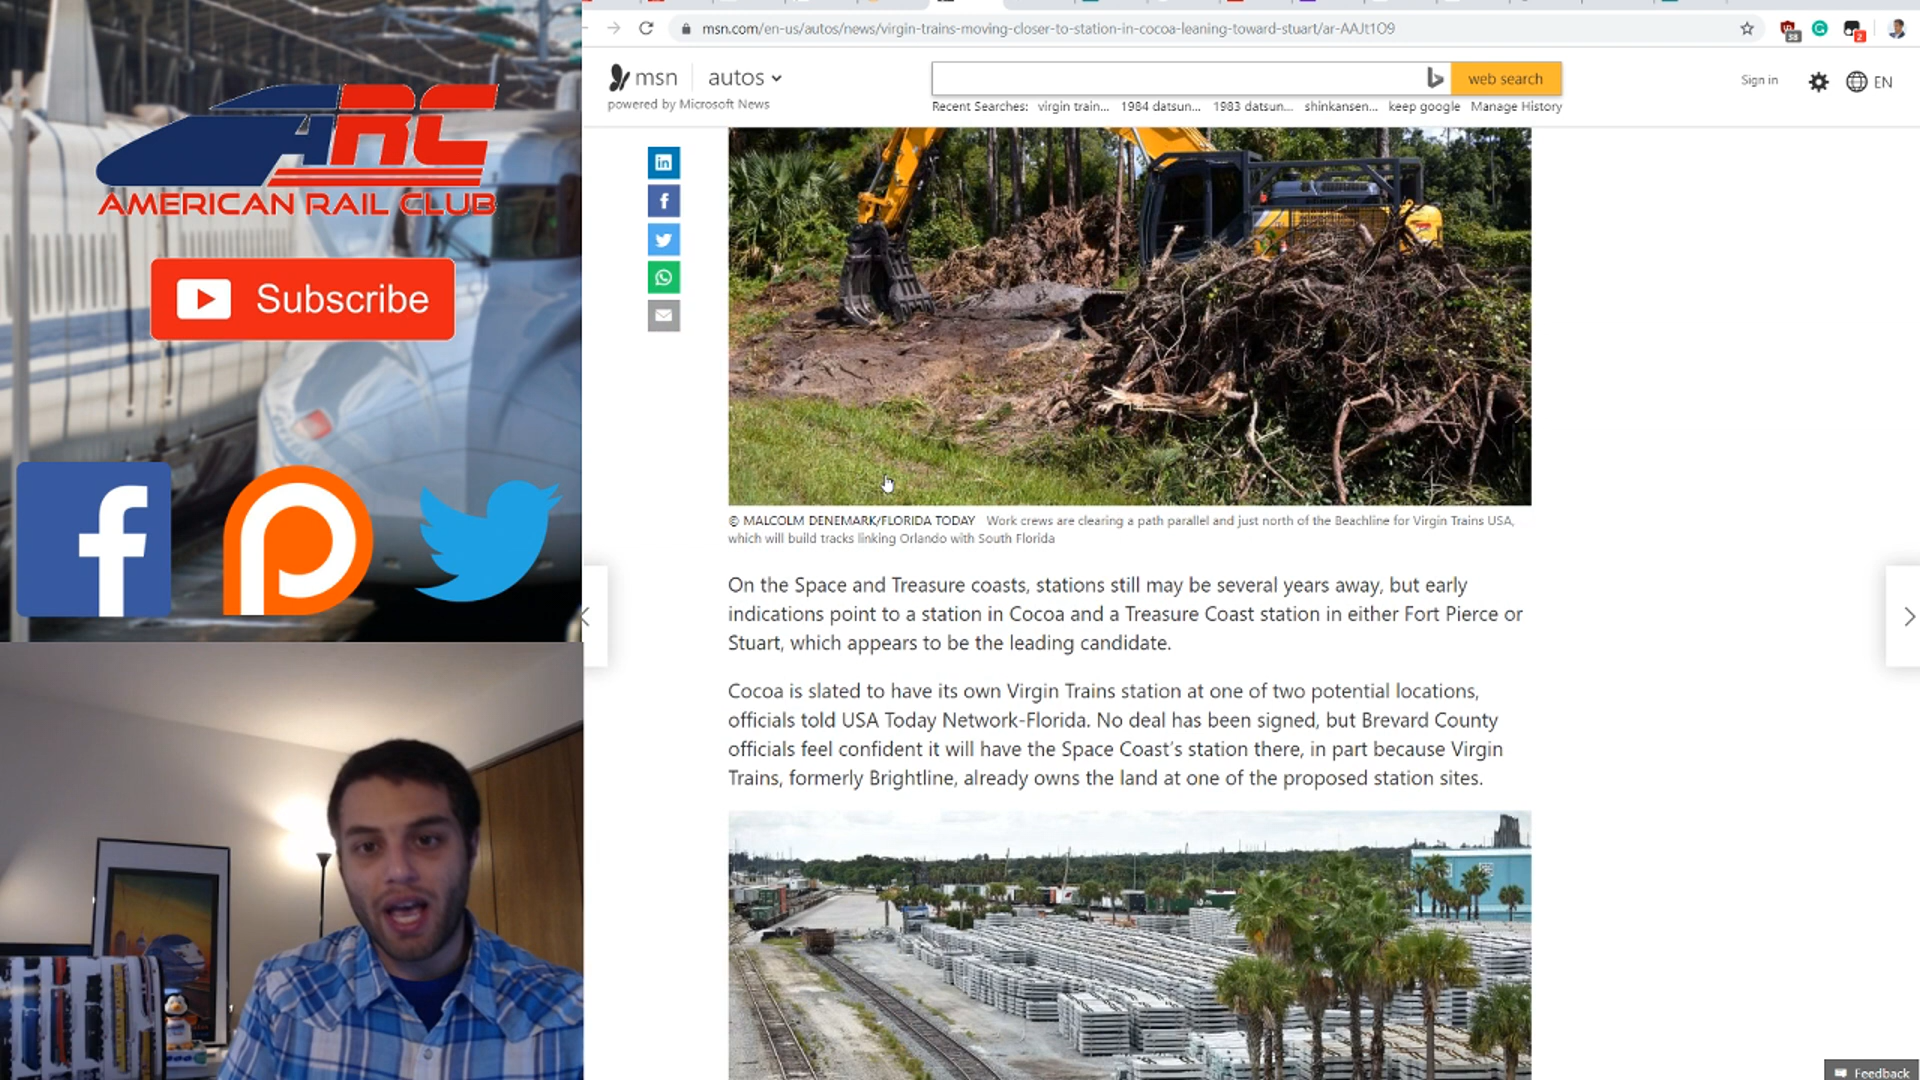 ARC
AMERICAN RAIL CLUB
Subscribe
msn.com/en-us/autos/news/virgin-trains-moving-closer-to-station-in-cocoa-leaning-toward-stuart/ar-AAJt1O9
38
2
msn autos
powered by Microsoft News
web search
Sign in
EN
Recent Searches: virgin train... 1984 datsun... 1983 datsun... shinkansen... keep google Manage History
© MALCOLM DENEMARK/FLORIDA TODAY Work crews are clearing a path parallel and just north of the Beachline for Virgin Trains USA,
which will build tracks linking Orlando with South Florida
On the Space and Treasure coasts, stations still may be several years away, but early
indications point to a station in Cocoa and a Treasure Coast station in either Fort Pierce or
Stuart, which appears to be the leading candidate.
Cocoa is slated to have its own Virgin Trains station at one of two potential locations,
officials told USA Today Network-Florida. No deal has been signed, but Brevard County
officials feel confident it will have the Space Coast's station there, in part because Virgin
Trains, formerly Brightline, already owns the land at one of the proposed station sites.
Feedback